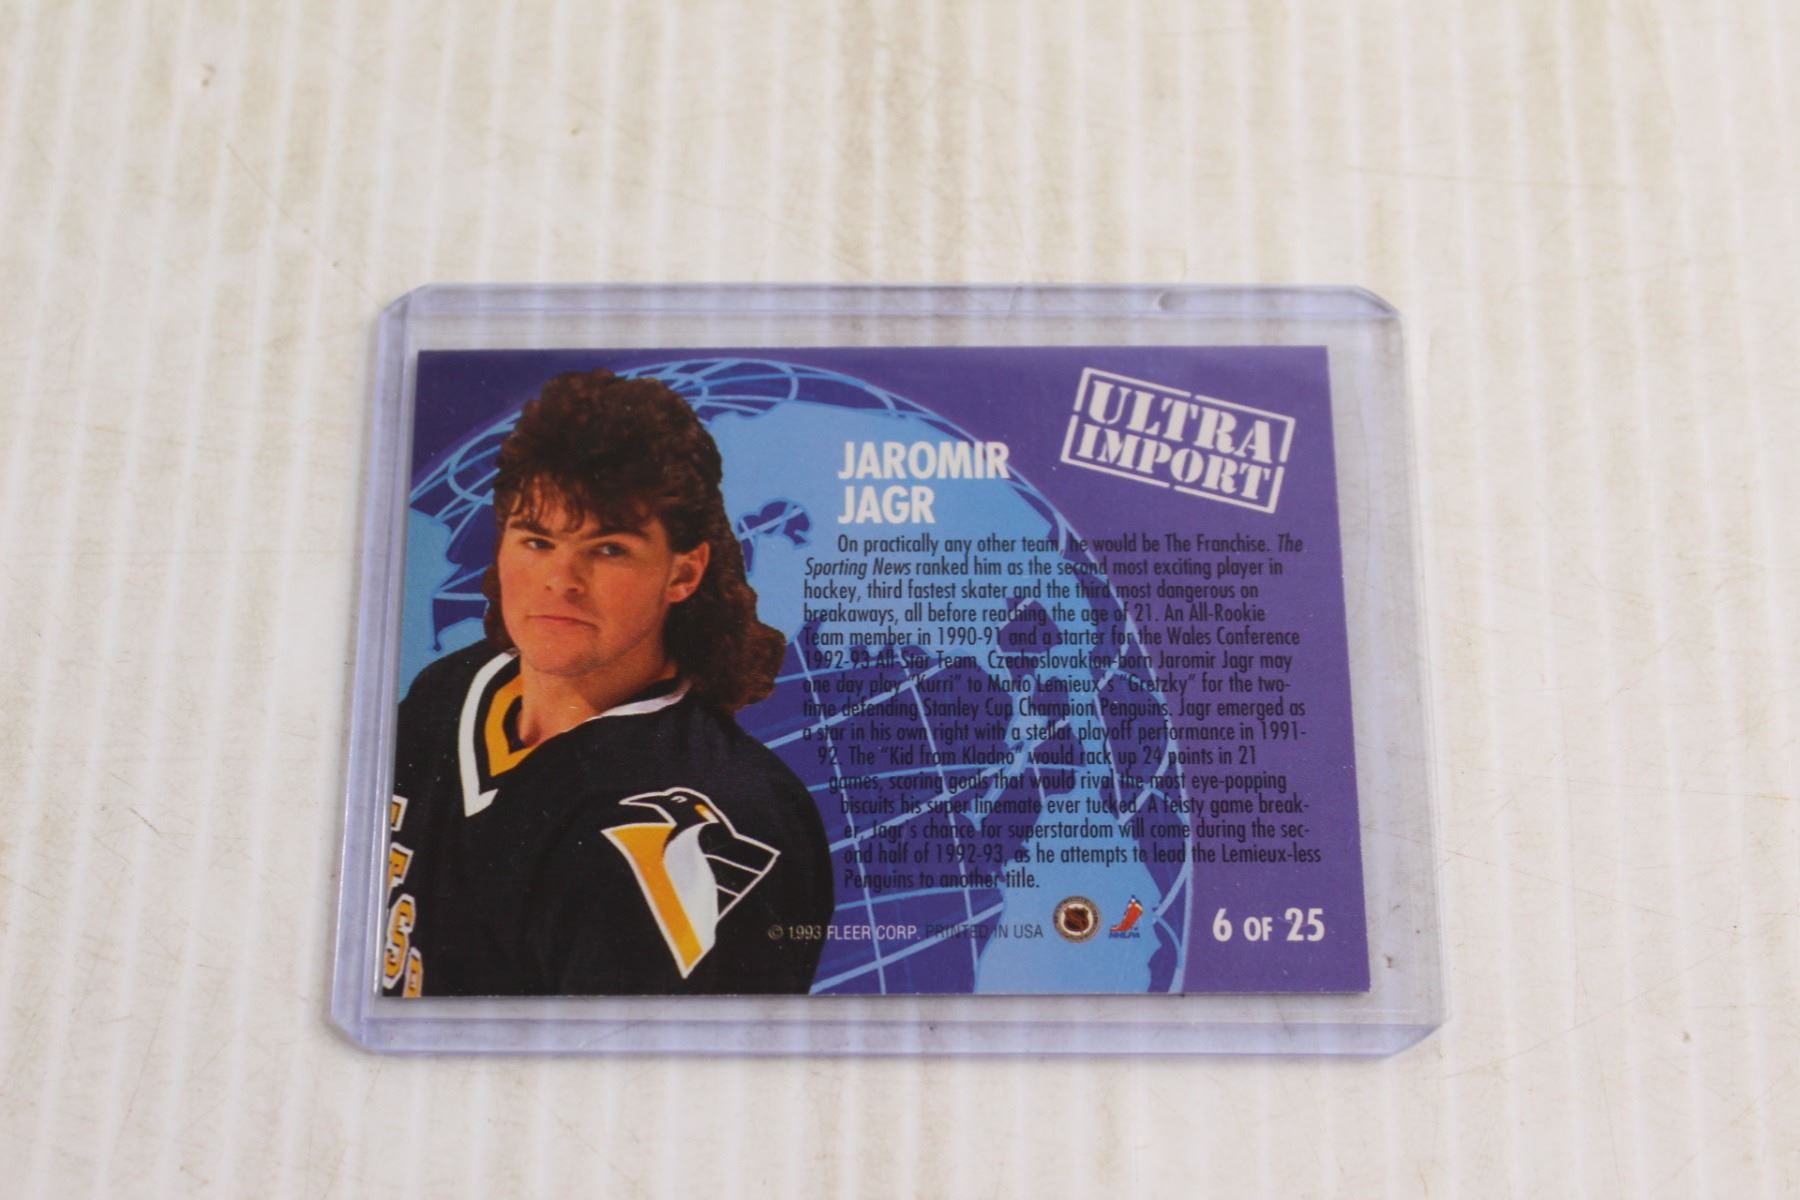 ULTRA
IMPORT
JAROMIR
JAGR
On practically any other team, he would be The Franchise. The
Sporting News ranked him as the second most exciting player in
hockey, third fastest skater and the third most dangerous on
breakaways, all before reaching the age of 21. An All-Rookie
Team member in 1990-91 and a starter for the Wales Conference
1992-93 All-Star Team, Czechoslovakian-born Jaromir Jagr may
one day play "Kurri" to Mario Lemieux's "Gretzky" for the two-
time defending Stanley Cup Champion Penguins. Jagr emerged as
a star in his own right with a stellar playoff performance in 1991-
92. The "Kid from Kladno" would rack up 24 points in 21
games, scoring goals that would rival the most eye-popping
biscuits his super linemate ever tucked. A feisty game break-
er, Jagr's chance for superstardom will come during the sec-
ond half of 1992-93, as he attempts to lead the Lemieux-less
Penguins to another title.
© 1993 FLEER CORP. PRINTED IN USA
NHLPA
6 OF 25